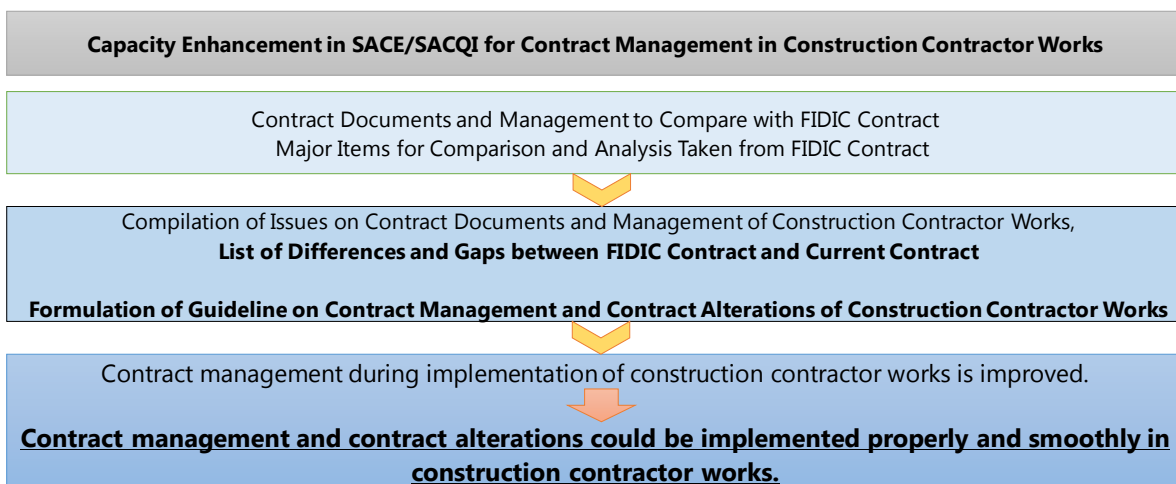 Capacity Enhancement in SACE/SACQI for Contract Management in Construction Contractor Works
Contract Documents and Management to Compare with FIDIC Contract
Major Items for Comparison and Analysis Taken from FIDIC Contract
Compilation of Issues on Contract Documents and Management of Construction Contractor Works,
List of Differences and Gaps between FIDIC Contract and Current Contract
Formulation of Guideline on Contract Management and Contract Alterations of Construction Contractor Works
Contract management during implementation of construction contractor works is improved.
Contract management and contract alterations could be implemented properly and smoothly in
construction contractor works.